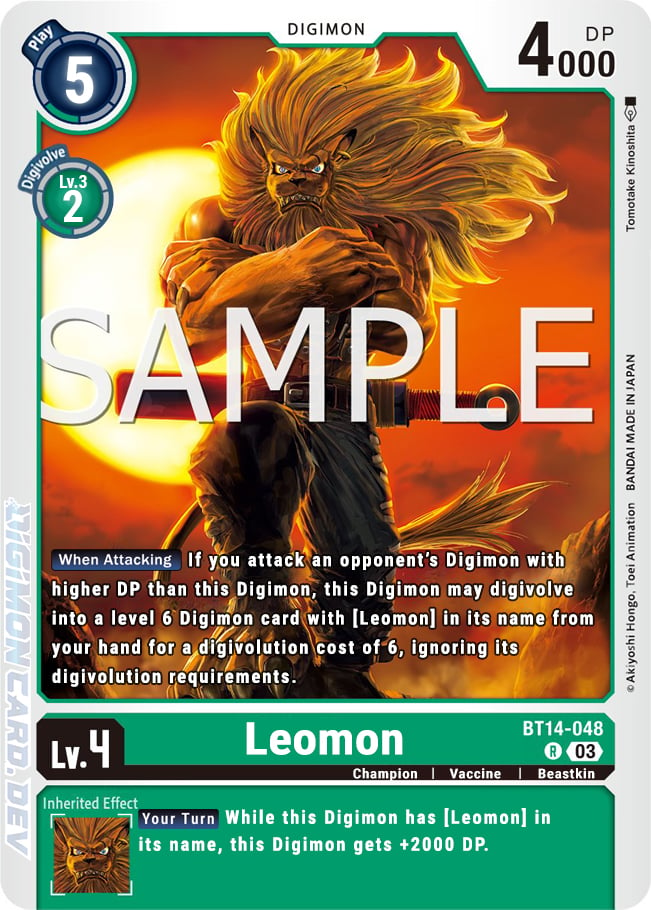 Play
5
DIGIMON
DP
4000
Digivolve
Lv.3
2
Tomotake Kinoshita
SAMPLE
BANDAI MADE IN JAPAN
© Akiyoshi Hongo, Toei Animation
When Attacking If you attack an opponent's Digimon with
higher DP than this Digimon, this Digimon may digivolve
into a level 6 Digimon card with [Leomon] in its name from
your hand for a digivolution cost of 6, ignoring its
digivolution requirements.
DIGIMONCARD.DEV
Lv.4
Leomon
BT14-048
R 03
Champion | Vaccine | Beastkin
Inherited Effect
Your Turn While this Digimon has [Leomon] in
its name, this Digimon gets +2000 DP.